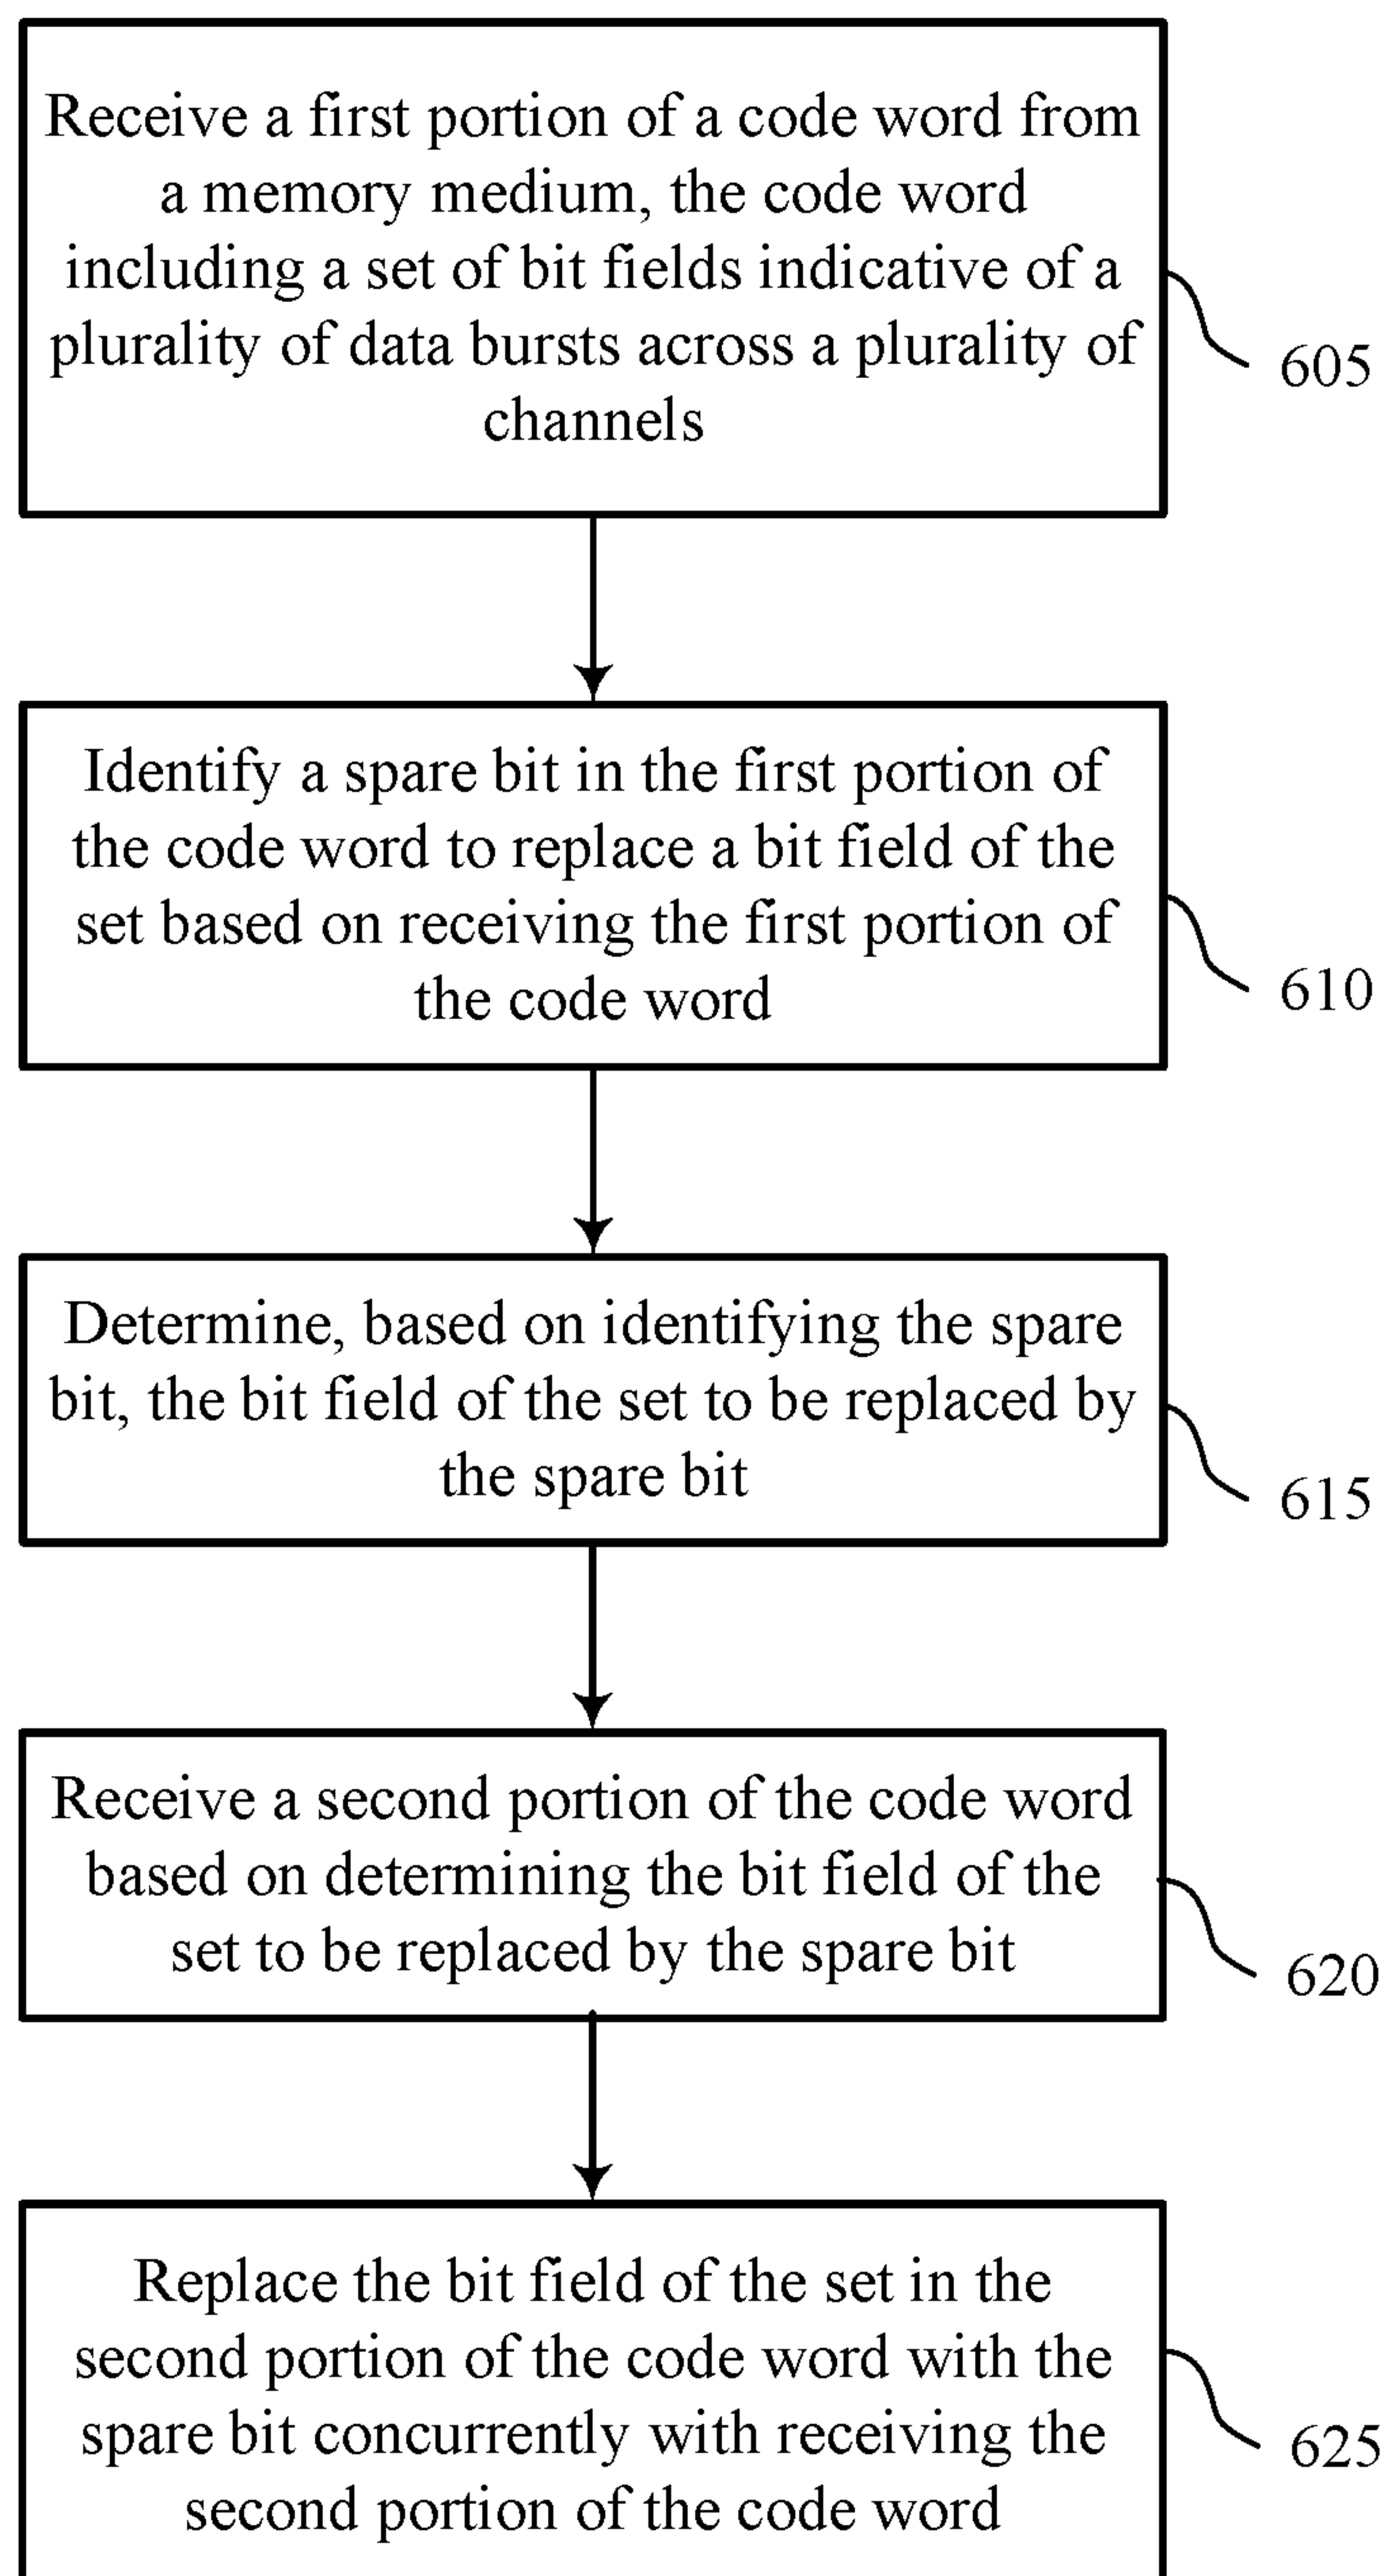 Receive a first portion of a code word from
a memory medium, the code word
including a set of bit fields indicative of a
plurality of data bursts across a plurality of
channels
605
Identify a spare bit in the first portion of
the code word to replace a bit field of the
set based on receiving the first portion of
the code word
610
Determine, based on identifying the spare
bit, the bit field of the set to be replaced by
the spare bit
615
Receive a second portion of the code word
based on determining the bit field of the
set to be replaced by the spare bit
620
Replace the bit field of the set in the
second portion of the code word with the
spare bit concurrently with receiving the
second portion of the code word
625